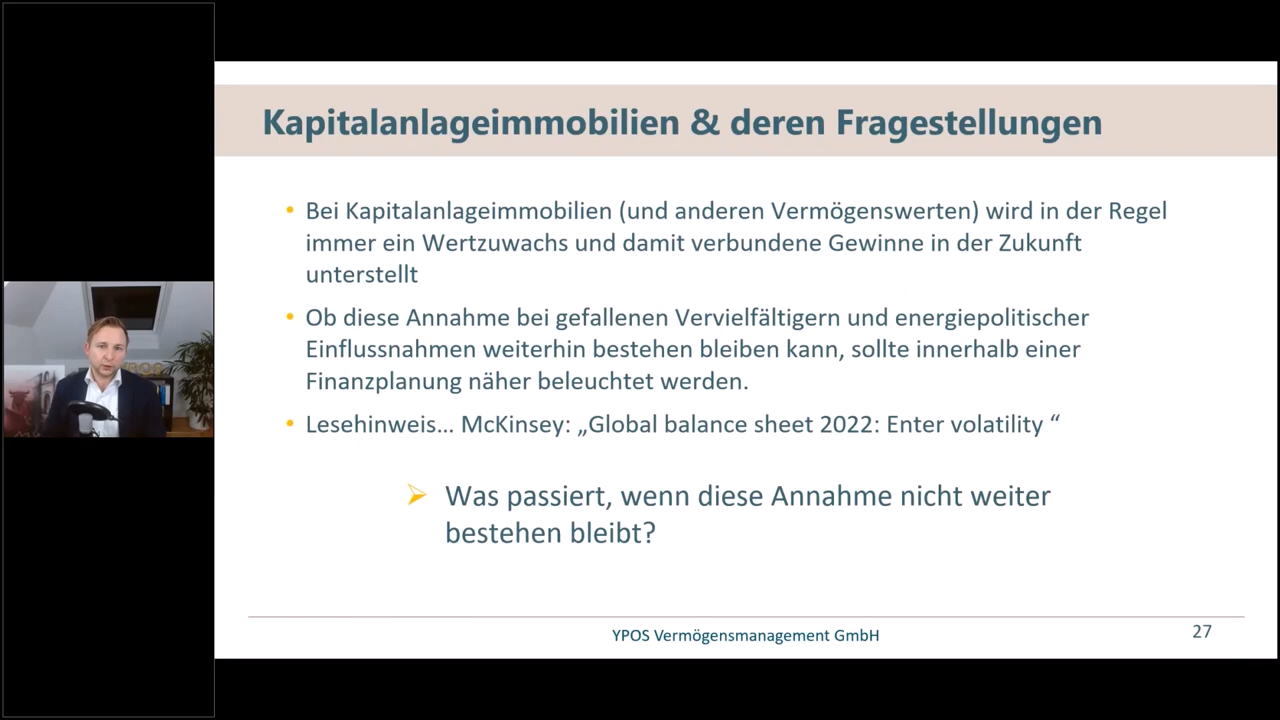 Kapitalanlageimmobilien & deren Fragestellungen
• Bei Kapitalanlageimmobilien (und anderen Vermögenswerten) wird in der Regel
immer ein Wertzuwachs und damit verbundene Gewinne in der Zukunft
unterstellt
• Ob diese Annahme bei gefallenen Vervielfältigern und energiepolitischer
Einflussnahmen weiterhin bestehen bleiben kann, sollte innerhalb einer
Finanzplanung näher beleuchtet werden.
• Lesehinweis... McKinsey: „Global balance sheet 2022: Enter volatility “
➢ Was passiert, wenn diese Annahme nicht weiter
bestehen bleibt?
YPOS Vermögensmanagement GmbH
27